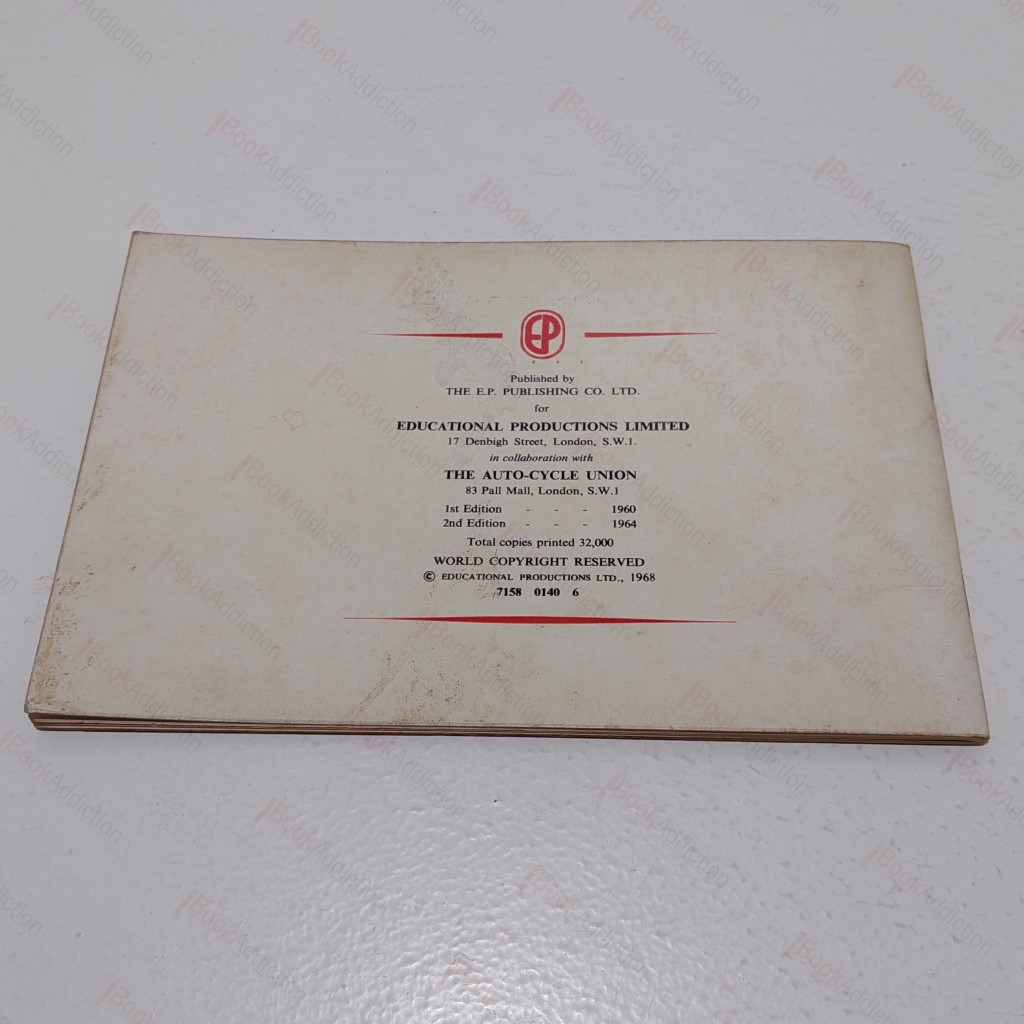 EP
Published by
THE E.P. PUBLISHING CO. LTD.
for
EDUCATIONAL PRODUCTIONS LIMITED
17 Denbigh Street, London, S.W.1.
in collaboration with
THE AUTO-CYCLE UNION
83 Pall Mall, London, S.W.1
1st Edition - - - 1960
2nd Edition - - - 1964
Total copies printed 32,000
WORLD COPYRIGHT RESERVED
© EDUCATIONAL PRODUCTIONS LTD., 1968
7158 0140 6
BookAddiction